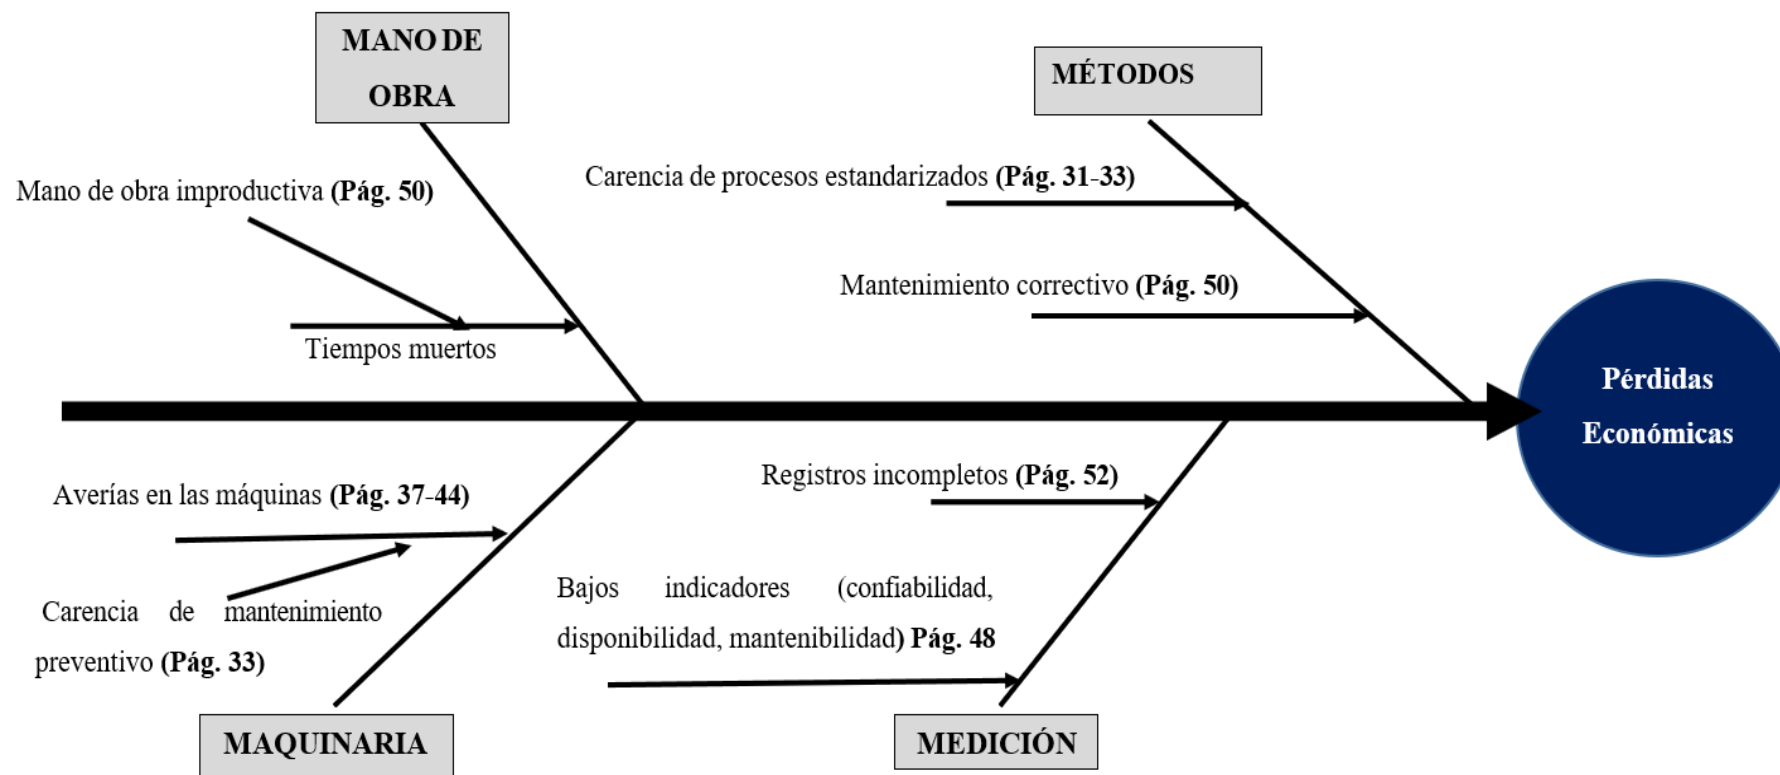 MANO DE
OBRA
MÉTODOS
Mano de obra improductiva (Pág. 50)
Carencia de procesos estandarizados (Pág. 31-33)
Mantenimiento correctivo (Pág. 50)
Tiempos muertos
Pérdidas
Económicas
Averías en las máquinas (Pág. 37-44)
Registros incompletos (Pág. 52)
Carencia de mantenimiento
preventivo (Pág. 33)
Bajos indicadores (confiabilidad,
disponibilidad, mantenibilidad) Pág. 48
MAQUINARIA
MEDICIÓN